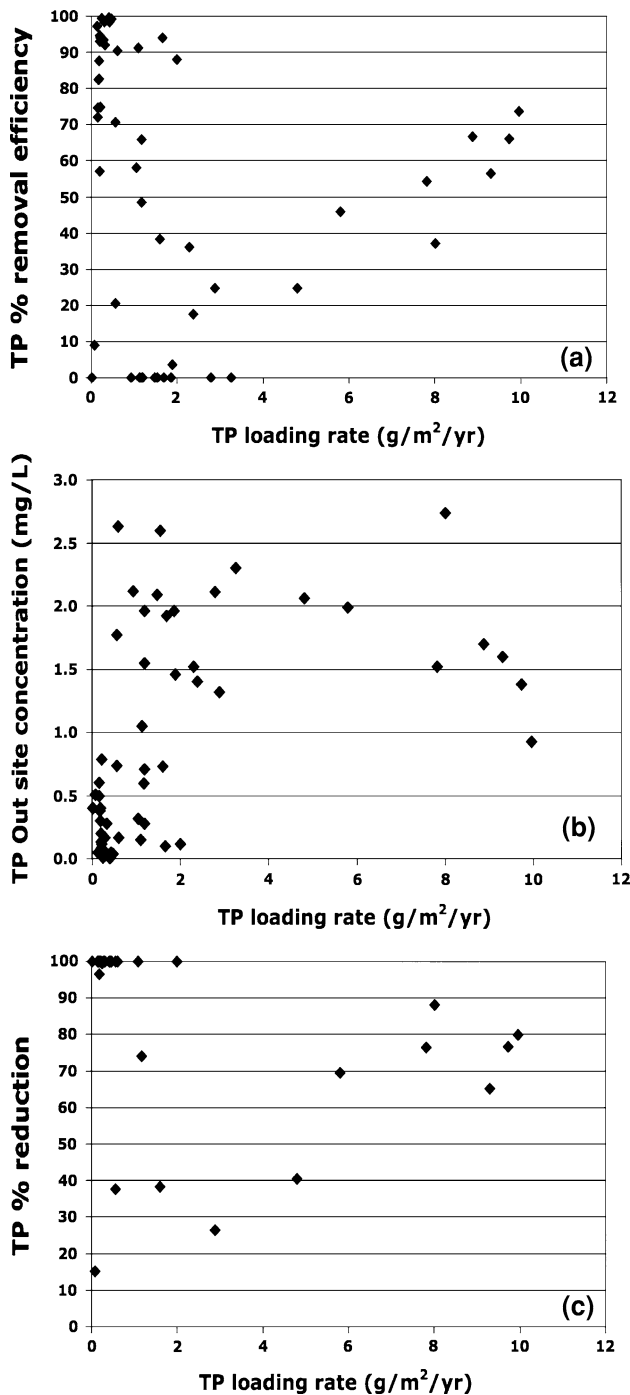 TP % removal efficiency
100
90
80
70
60
50
40
30
20
10
0
0 2 4 6 8 10 12
(a)
TP loading rate (g/m²/yr)
TP Out site concentration (mg/L)
3.0
2.5
2.0
1.5
1.0
0.5
0.0
0 2 4 6 8 10 12
(b)
TP loading rate (g/m²/yr)
TP % reduction
100
90
80
70
60
50
40
30
20
10
0
0 2 4 6 8 10 12
(c)
TP loading rate (g/m²/yr)